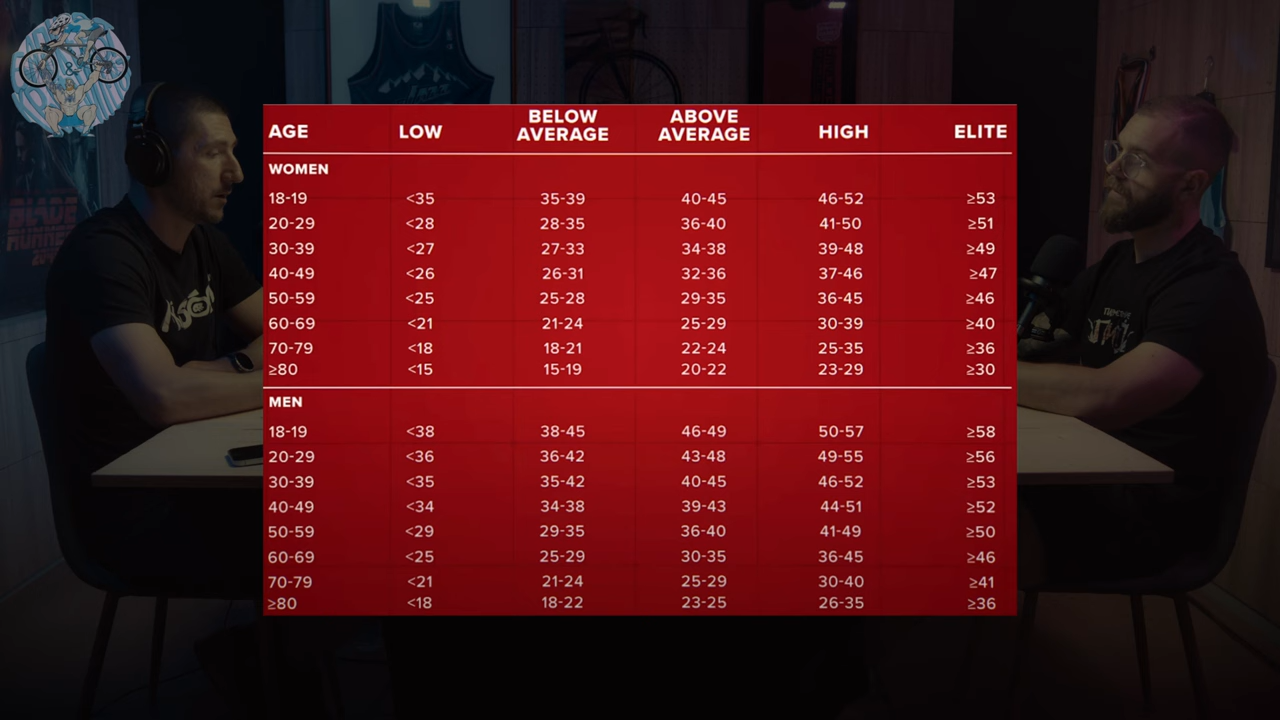 AGE LOW BELOW AVERAGE ABOVE AVERAGE HIGH ELITE
WOMEN
18-19 <35 35-39 40-45 46-52 ≥53
20-29 <28 28-35 36-40 41-50 ≥51
30-39 <27 27-33 34-38 39-48 ≥49
40-49 <26 26-31 32-36 37-46 ≥47
50-59 <25 25-28 29-35 36-45 ≥46
60-69 <21 21-24 25-29 30-39 ≥40
70-79 <18 18-21 22-24 25-35 ≥36
≥80 <15 15-19 20-22 23-29 ≥30
MEN
18-19 <38 38-45 46-49 50-57 ≥58
20-29 <36 36-42 43-48 49-55 ≥56
30-39 <35 35-42 40-45 46-52 ≥53
40-49 <34 34-38 39-43 44-51 ≥52
50-59 <29 29-35 36-40 41-49 ≥50
60-69 <25 25-29 30-35 36-45 ≥46
70-79 <21 21-24 25-29 30-40 ≥41
≥80 <18 18-22 23-25 26-35 ≥36
BLADE
RUNNER